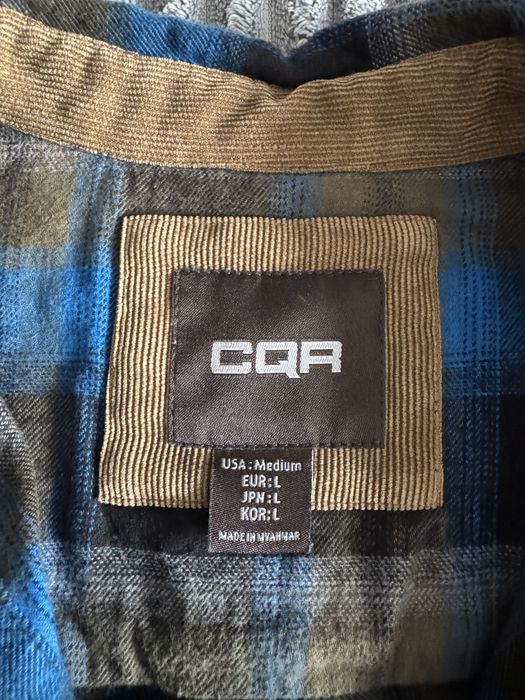 CQR
USA : Medium
EUR : L
JPN : L
KOR : L
MADE IN MYANMAR